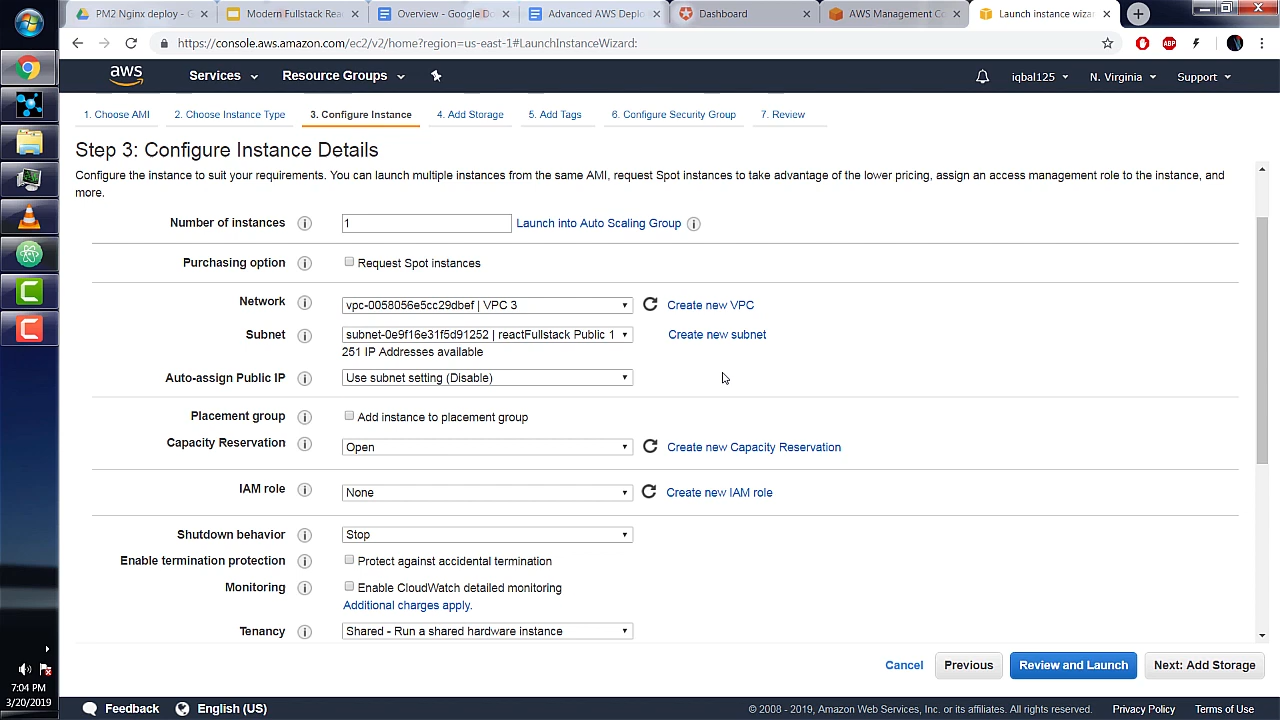 PM2 Nginx deploy - G
Modern Fullstack Rea
Overview. - The Do
Advanced AWS Deplo
Dashboard
AWS Management Co
Launch instance wizar
https://console.aws.amazon.com/ec2/v2/home?region=us-east-1#LaunchInstanceWizard:
ABP
aws
Services
Resource Groups
iqbal125
N. Virginia
Support
1. Choose AMI
2. Choose Instance Type
3. Configure Instance
4. Add Storage
5. Add Tags
6. Configure Security Group
7. Review
Step 3: Configure Instance Details
Configure the instance to suit your requirements. You can launch multiple instances from the same AMI, request Spot instances to take advantage of the lower pricing, assign an access management role to the instance, and
more.
Number of instances
1
Launch into Auto Scaling Group
Purchasing option
Request Spot instances
Network
vpc-0058056e5cc29dbef | VPC 3
Create new VPC
Subnet
subnet-0e9f16e31f5d91252 | reactFullstack Public 1
Create new subnet
251 IP Addresses available
Auto-assign Public IP
Use subnet setting (Disable)
Placement group
Add instance to placement group
Capacity Reservation
Open
Create new Capacity Reservation
IAM role
None
Create new IAM role
Shutdown behavior
Stop
Enable termination protection
Protect against accidental termination
Monitoring
Enable CloudWatch detailed monitoring
Additional charges apply.
Tenancy
Shared - Run a shared hardware instance
Cancel
Previous
Review and Launch
Next: Add Storage
7:04 PM
3/20/2019
Feedback
English (US)
© 2008 - 2019, Amazon Web Services, Inc. or its affiliates. All rights reserved.
Privacy Policy
Terms of Use